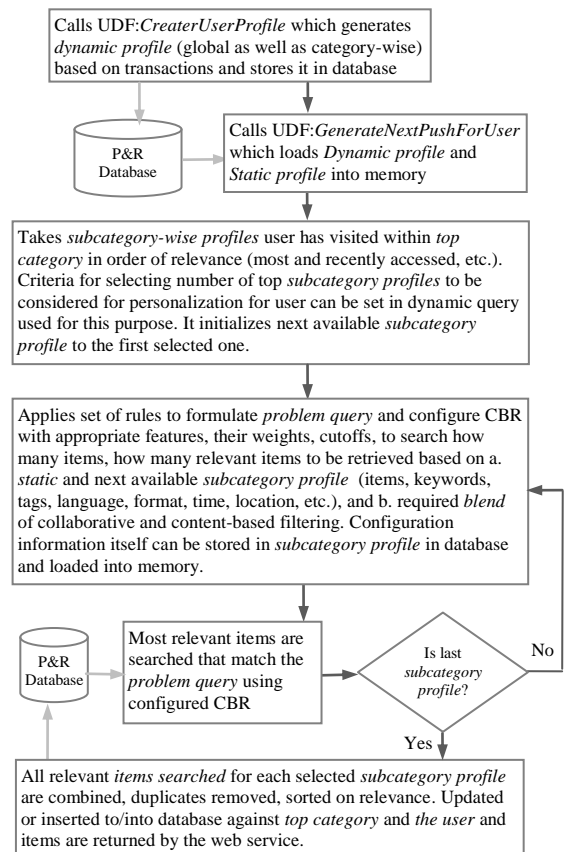 Calls UDF:CreaterUserProfile which generates
dynamic profile (global as well as category-wise)
based on transactions and stores it in database
P&R
Database
Calls UDF:GenerateNextPushForUser
which loads Dynamic profile and
Static profile into memory
Takes subcategory-wise profiles user has visited within top
category in order of relevance (most and recently accessed, etc.).
Criteria for selecting number of top subcategory profiles to be
considered for personalization for user can be set in dynamic query
used for this purpose. It initializes next available subcategory
profile to the first selected one.
Applies set of rules to formulate problem query and configure CBR
with appropriate features, their weights, cutoffs, to search how
many items, how many relevant items to be retrieved based on a.
static and next available subcategory profile (items, keywords,
tags, language, format, time, location, etc.), and b. required blend
of collaborative and content-based filtering. Configuration
information itself can be stored in subcategory profile in database
and loaded into memory.
P&R
Database
Most relevant items are
searched that match the
problem query using
configured CBR
Is last
subcategory
profile?
No
Yes
All relevant items searched for each selected subcategory profile
are combined, duplicates removed, sorted on relevance. Updated
or inserted to/into database against top category and the user and
items are returned by the web service.